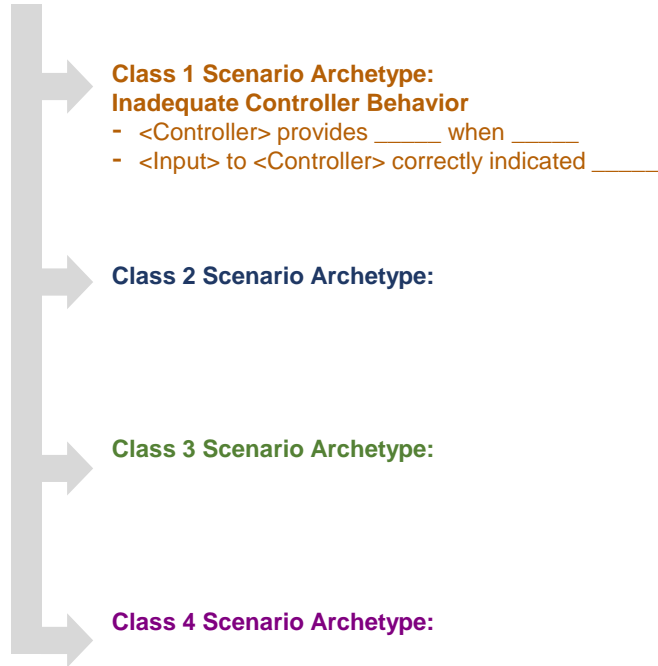 Class 1 Scenario Archetype:
Inadequate Controller Behavior
- <Controller> provides _____ when _____
- <Input> to <Controller> correctly indicated _____
Class 2 Scenario Archetype:
Class 3 Scenario Archetype:
Class 4 Scenario Archetype: